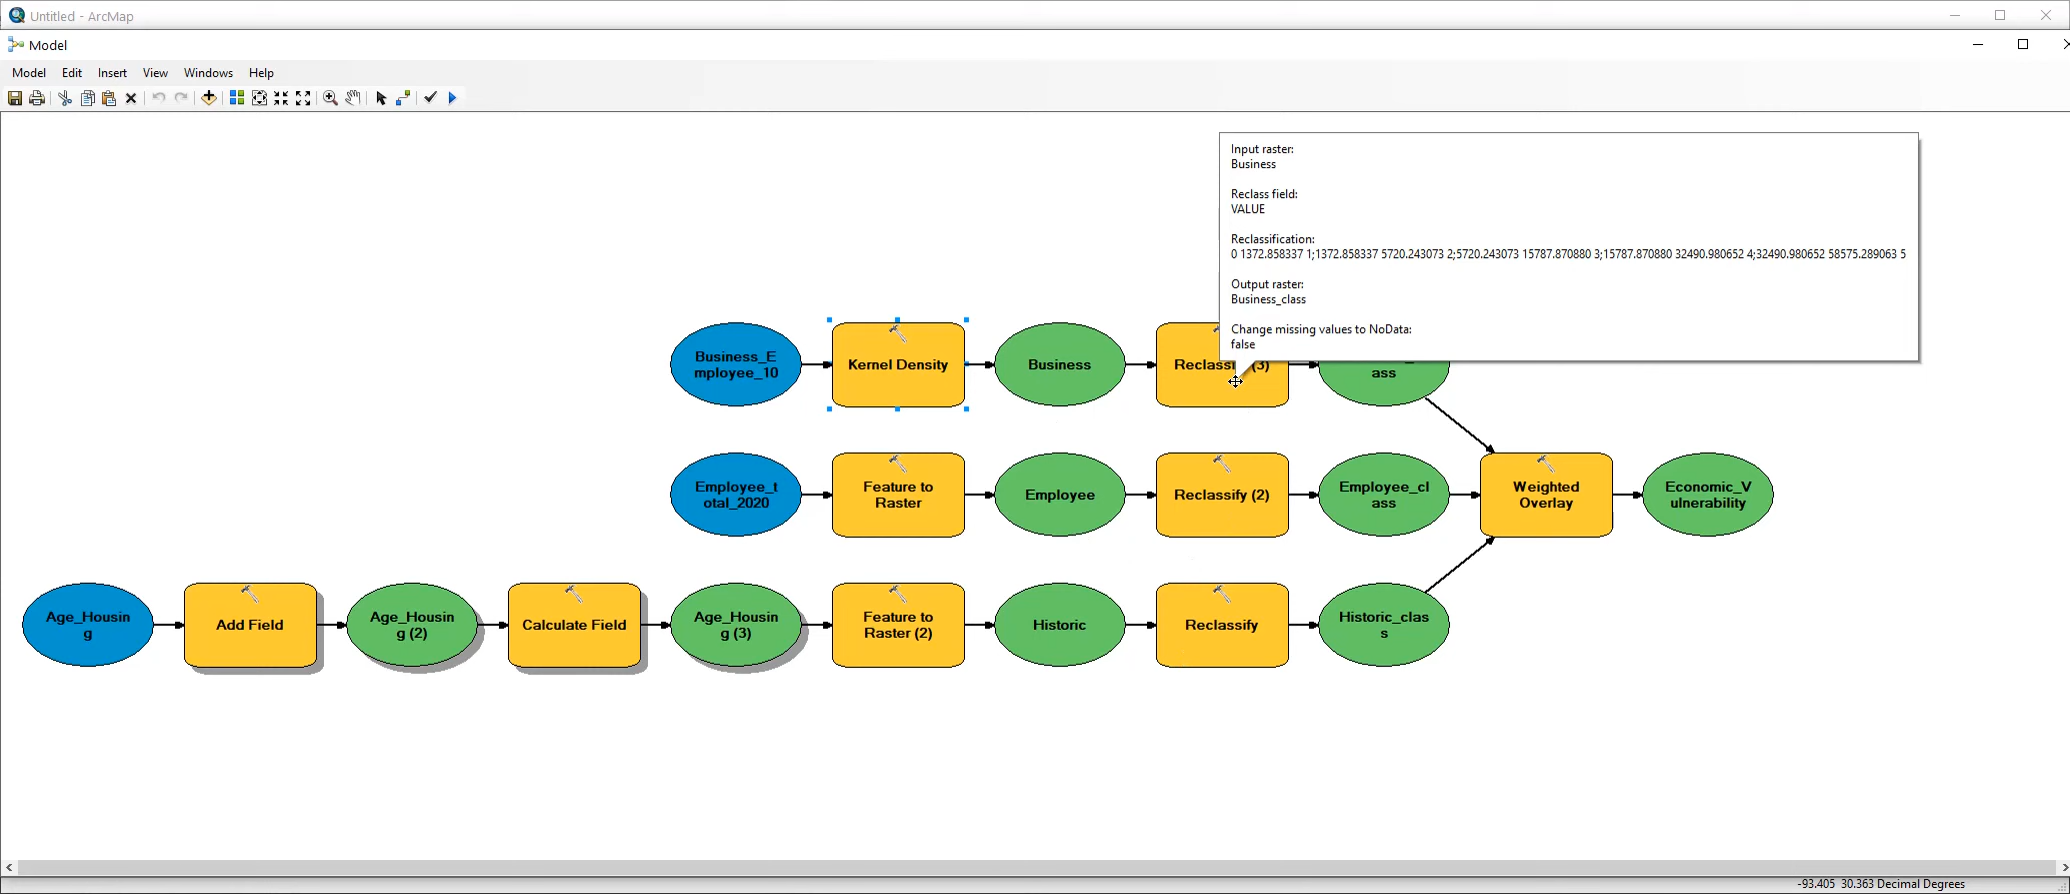 Untitled - ArcMap
Model
Model Edit Insert View Windows Help
Input raster:
Business
Reclass field:
VALUE
Reclassification:
0 1372.858337 1;1372.858337 5720.243073 2;5720.243073 15787.870880 3;15787.870880 32490.980652 4;32490.980652 58575.289063 5
Output raster:
Business_class
Change missing values to NoData:
false
Business_E
mployee_10
Kernel Density
Business
Reclassi (3)
ass
Employee_t
otal_2020
Feature to
Raster
Employee
Reclassify (2)
Employee_cl
ass
Weighted
Overlay
Economic_V
ulnerability
Age_Housin
g
Add Field
Age_Housin
g (2)
Calculate Field
Age_Housin
g (3)
Feature to
Raster (2)
Historic
Reclassify
Historic_clas
s
-93.405 30.363 Decimal Degrees